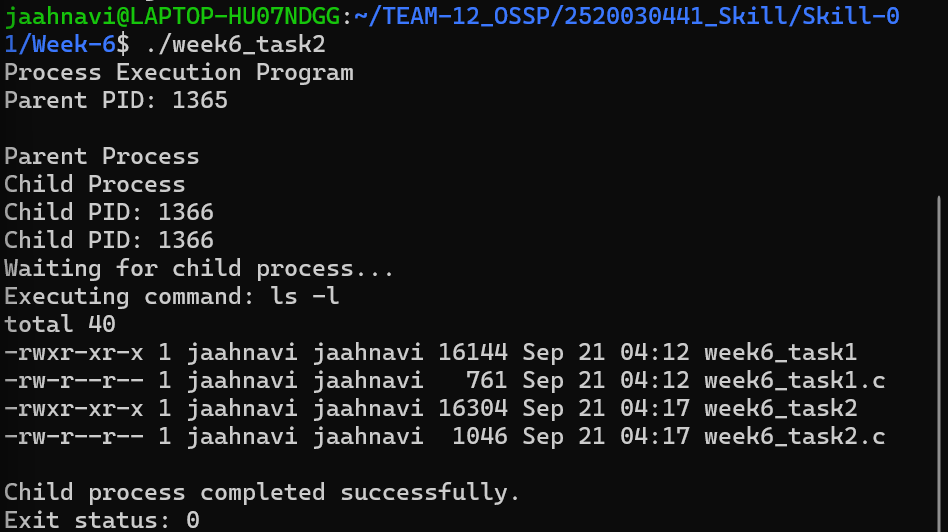 jaahnavi@LAPTOP-HU07NDGG:~/TEAM-12_OSSP/2520030441_Skill/Skill-0
1/Week-6$ ./week6_task2
Process Execution Program
Parent PID: 1365
Parent Process
Child Process
Child PID: 1366
Child PID: 1366
Waiting for child process...
Executing command: ls -l
total 40
-rwxr-xr-x 1 jaahnavi jaahnavi 16144 Sep 21 04:12 week6_task1
-rw-r--r-- 1 jaahnavi jaahnavi   761 Sep 21 04:12 week6_task1.c
-rwxr-xr-x 1 jaahnavi jaahnavi 16304 Sep 21 04:17 week6_task2
-rw-r--r-- 1 jaahnavi jaahnavi  1046 Sep 21 04:17 week6_task2.c
Child process completed successfully.
Exit status: 0